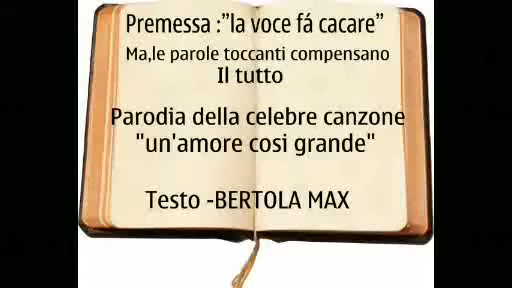 Premessa :"la voce fá cacare"
Ma,le parole toccanti compensano
Il tutto
Parodia della celebre canzone
"un'amore cosi grande"
Testo -BERTOLA MAX